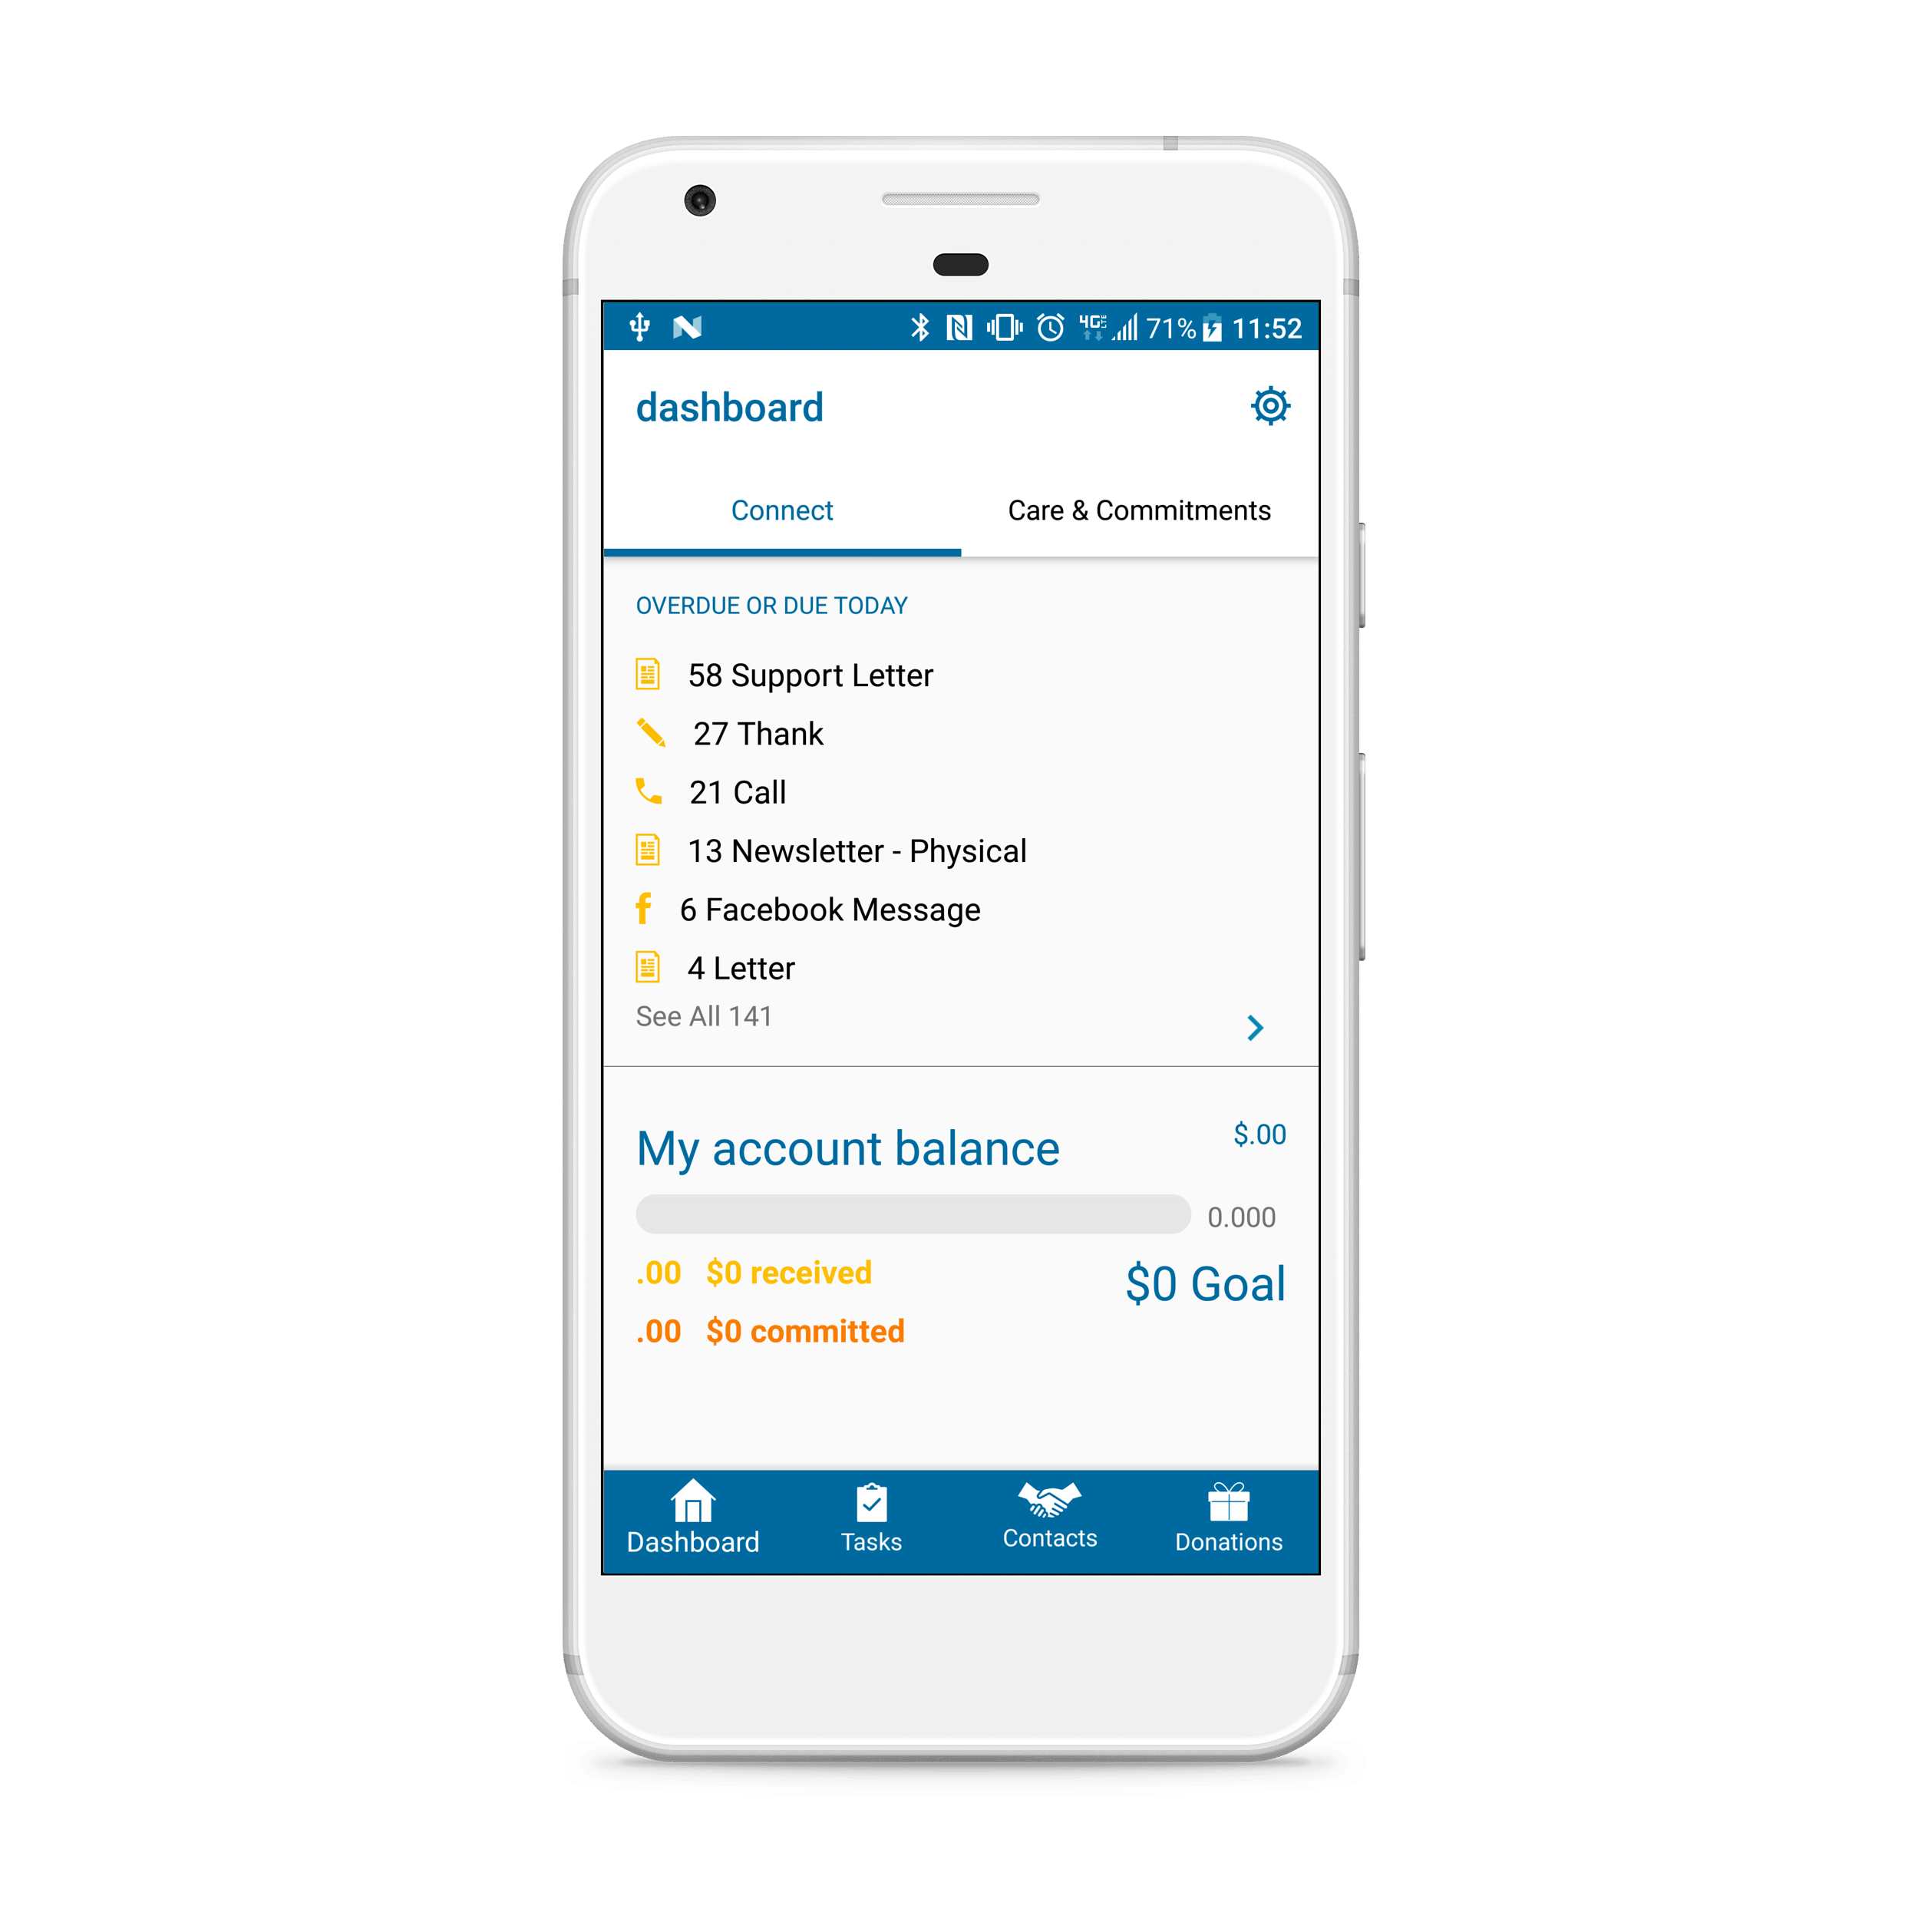 4G LTE 71% 11:52
dashboard
Connect
Care & Commitments
OVERDUE OR DUE TODAY
58 Support Letter
27 Thank
21 Call
13 Newsletter - Physical
6 Facebook Message
4 Letter
See All 141
My account balance
$.00
0.000
.00 $0 received
$0 Goal
.00 $0 committed
Dashboard
Tasks
Contacts
Donations